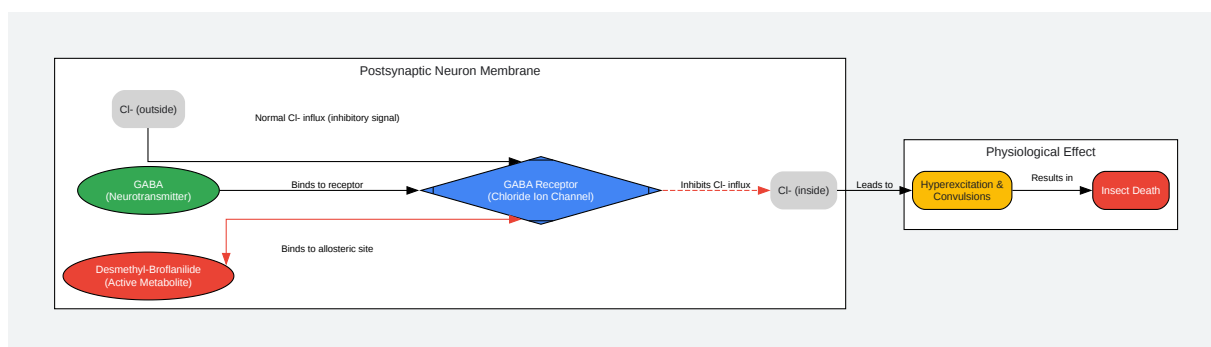 Postsynaptic Neuron Membrane
Cl- (outside)
Normal Cl- influx (inhibitory signal)
GABA
(Neurotransmitter)
Binds to receptor
GABA Receptor
(Chloride Ion Channel)
Inhibits Cl- influx
Cl- (inside)
Binds to allosteric site
Desmethyl-Broflanilide
(Active Metabolite)
Leads to
Physiological Effect
Hyperexcitation &
Convulsions
Results in
Insect Death